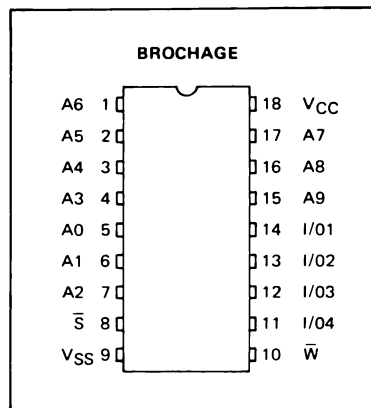 BROCHAGE
A6 1 18 VCC
A5 2 17 A7
A4 3 16 A8
A3 4 15 A9
A0 5 14 I/01
A1 6 13 I/02
A2 7 12 I/03
S̅ 8 11 I/04
VSS 9 10 W̅